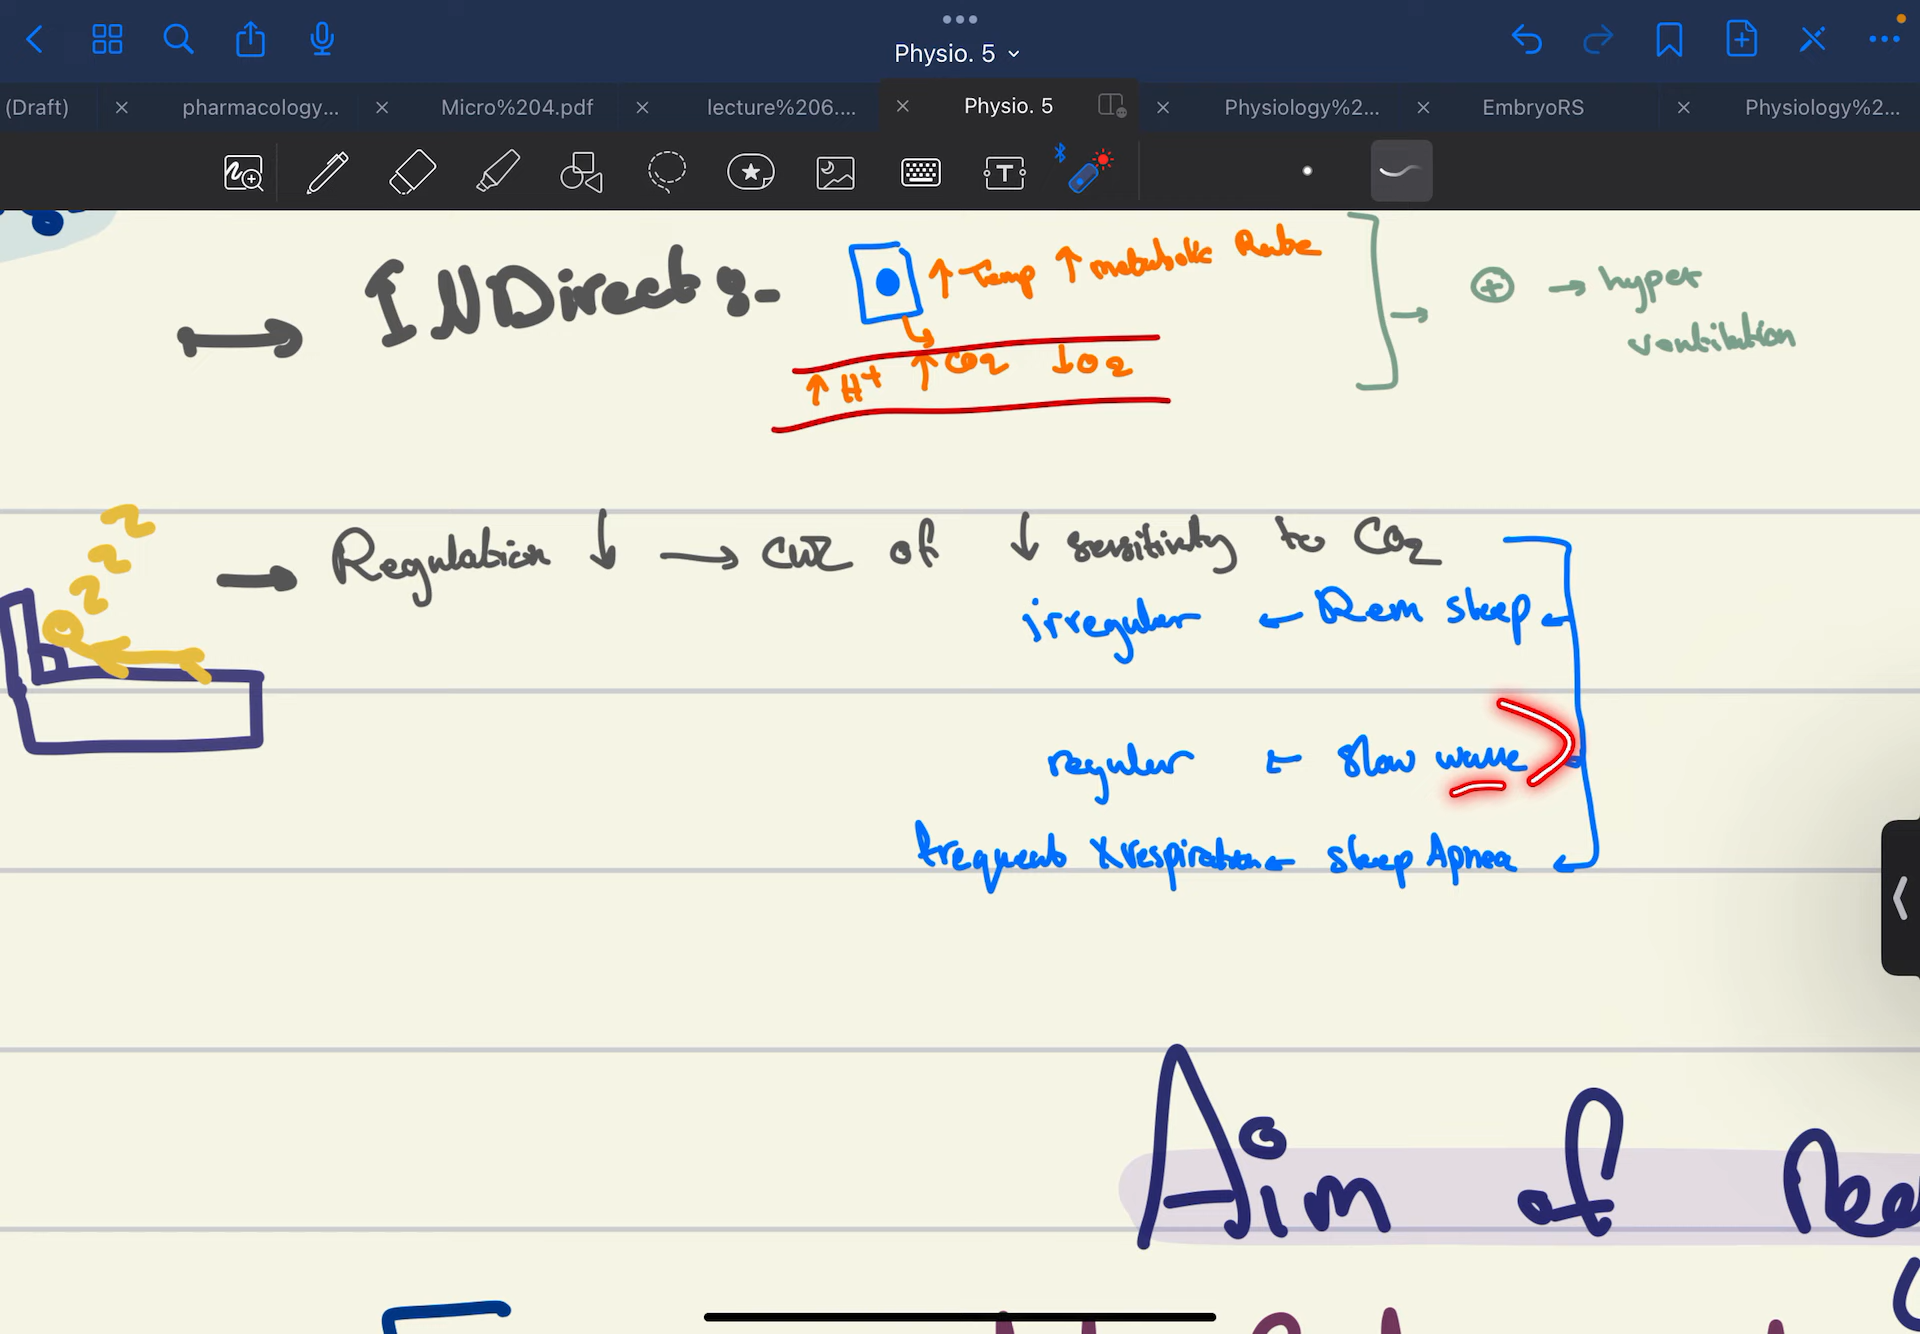 Physio. 5
(Draft) pharmacology... Micro%204.pdf lecture%206.... Physio. 5 Physiology%2... EmbryoRS Physiology%2...
INDirect :-
↑ Temp ↑ metabolic Rate
↑ H+ ↑ CO2 ↓ O2
⊕ → hyper
ventilation
Regulation ↓ → of ↓ sensitivity to CO2
irregular ← Rem sleep
regular ← slow wave
frequent X respiration ← sleep Apnea
Aim of